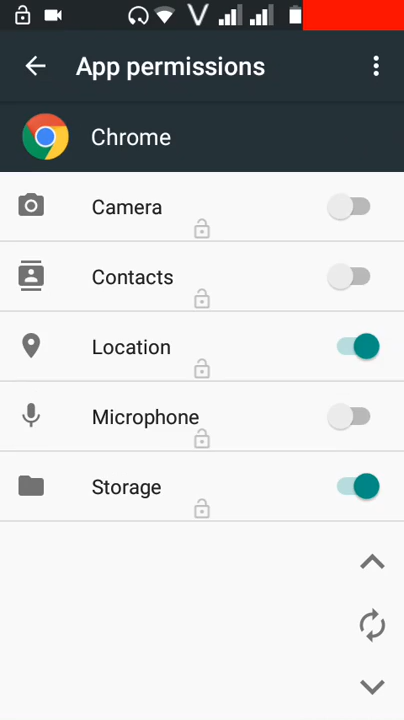 App permissions
Chrome
Camera
Contacts
Location
Microphone
Storage